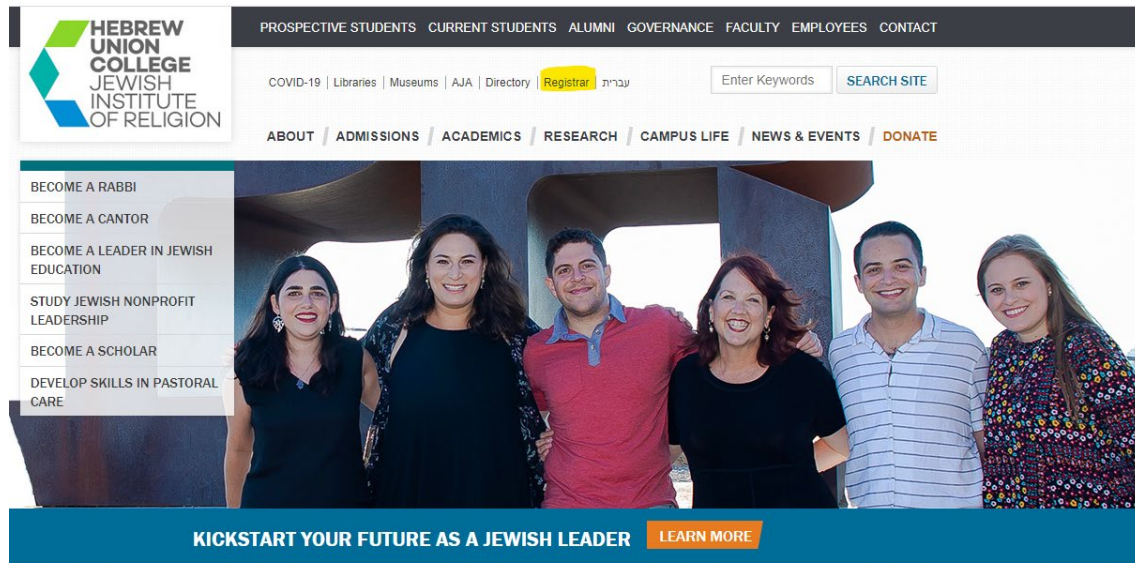 HEBREW
UNION
COLLEGE
JEWISH
INSTITUTE
OF RELIGION
PROSPECTIVE STUDENTS CURRENT STUDENTS ALUMNI GOVERNANCE FACULTY EMPLOYEES CONTACT
COVID-19 | Libraries | Museums | AJA | Directory | Registrar | עברית
Enter Keywords SEARCH SITE
ABOUT / ADMISSIONS / ACADEMICS / RESEARCH / CAMPUS LIFE / NEWS & EVENTS / DONATE
BECOME A RABBI
BECOME A CANTOR
BECOME A LEADER IN JEWISH
EDUCATION
STUDY JEWISH NONPROFIT
LEADERSHIP
BECOME A SCHOLAR
DEVELOP SKILLS IN PASTORAL
CARE
KICKSTART YOUR FUTURE AS A JEWISH LEADER LEARN MORE